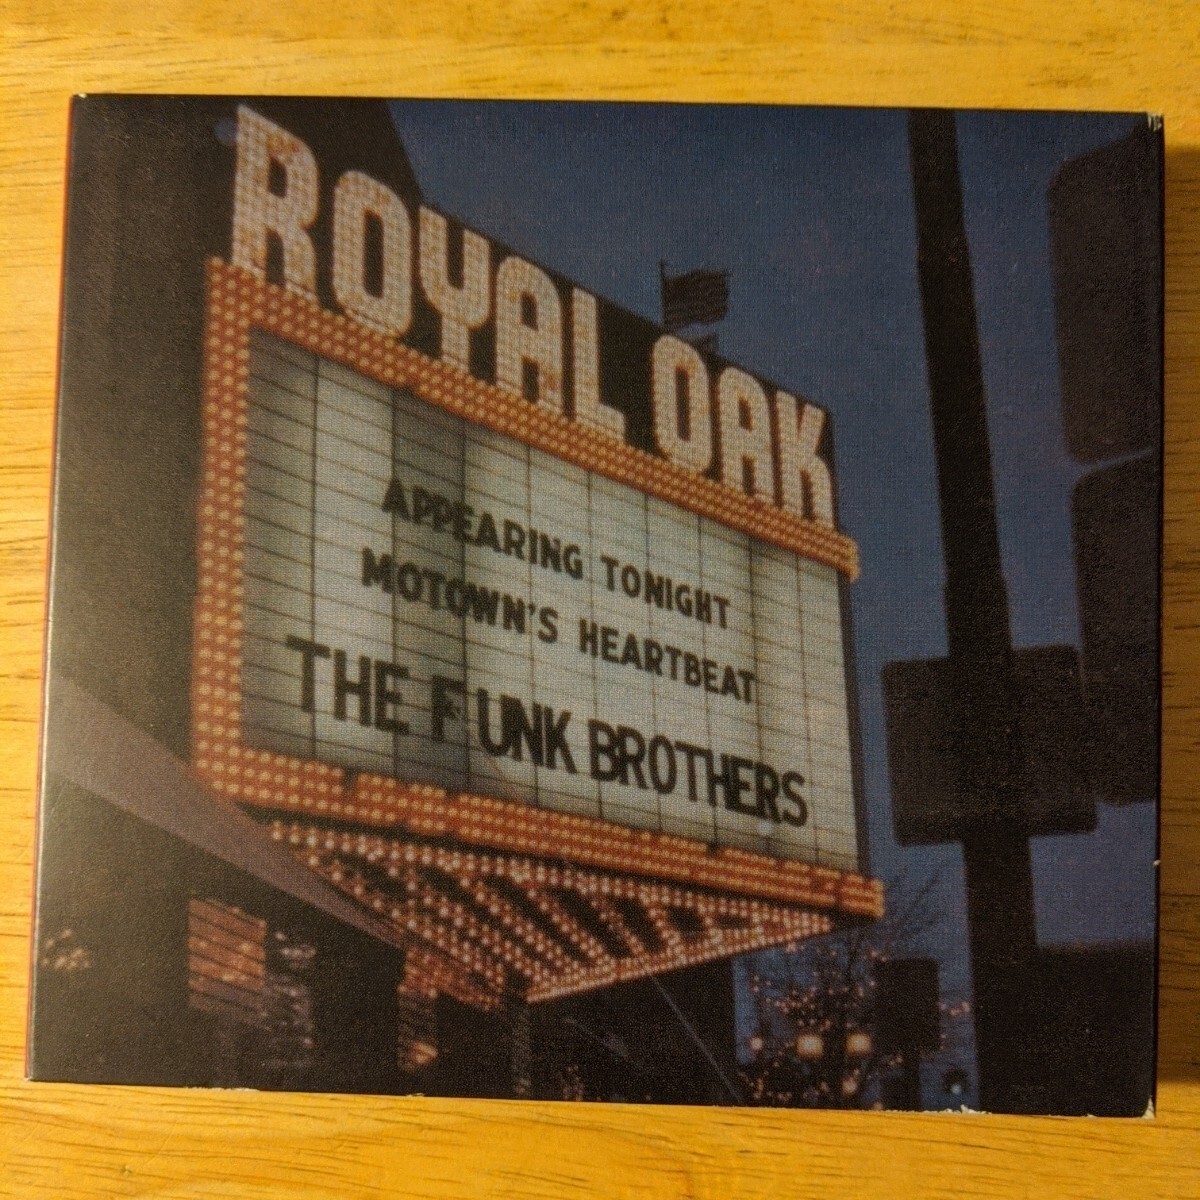 ROYAL OAK
APPEARING TONIGHT
MOTOWN'S HEARTBEAT
THE FUNK BROTHERS